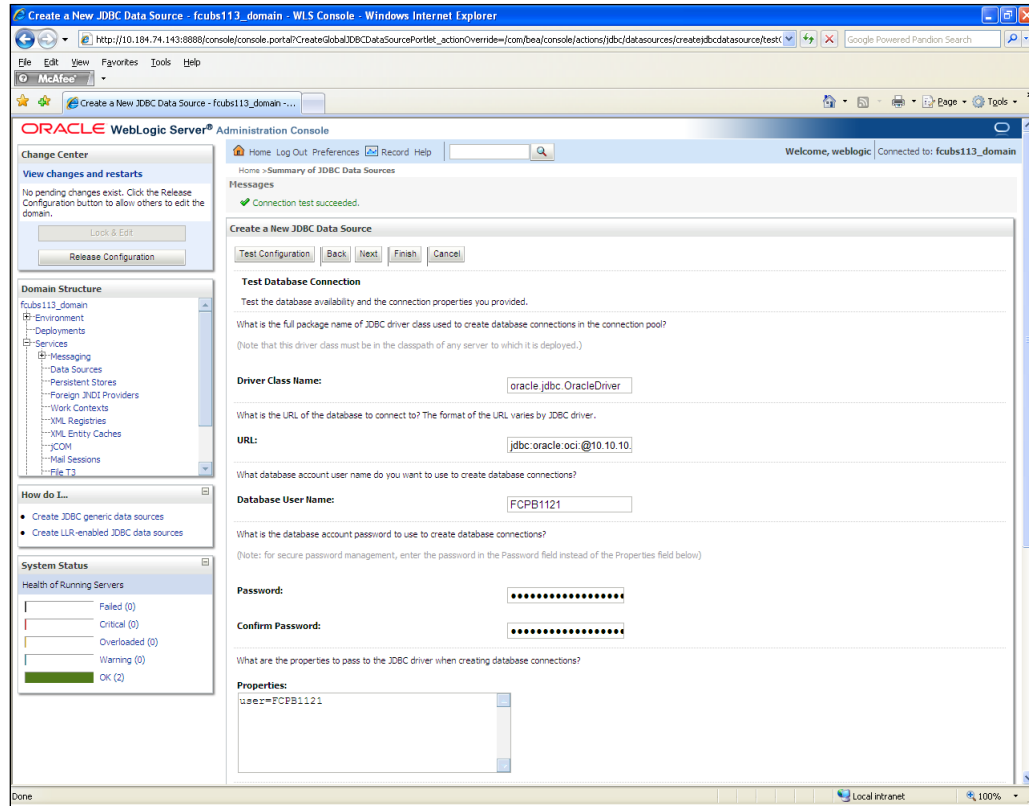 Create a New JDBC Data Source - fcubs113_domain - WLS Console - Windows Internet Explorer
http://10.184.74.143:8888/console/console.portal?CreateGlobalJDBCDataSourcePortlet_actionOverride=/com/bea/console/actions/jdbc/datasources/createjdbcdatasource/test(
Google Powered Pandion Search
File Edit View Favorites Tools Help
McAfee
Create a New JDBC Data Source - fcubs113_domain -...
Page Tools
ORACLE WebLogic Server® Administration Console
Change Center
View changes and restarts
No pending changes exist. Click the Release
Configuration button to allow others to edit the
domain.
Lock & Edit
Release Configuration
Domain Structure
fcubs113_domain
Environment
Deployments
Services
Messaging
Data Sources
Persistent Stores
Foreign JNDI Providers
Work Contexts
XML Registries
XML Entity Caches
jCOM
Mail Sessions
File T3
How do I...
Create JDBC generic data sources
Create LLR-enabled JDBC data sources
System Status
Health of Running Servers
Failed (0)
Critical (0)
Overloaded (0)
Warning (0)
OK (2)
Home Log Out Preferences Record Help
Welcome, weblogic Connected to: fcubs113_domain
Home >Summary of JDBC Data Sources
Messages
Connection test succeeded.
Create a New JDBC Data Source
Test Configuration Back Next Finish Cancel
Test Database Connection
Test the database availability and the connection properties you provided.
What is the full package name of JDBC driver class used to create database connections in the connection pool?
(Note that this driver class must be in the classpath of any server to which it is deployed.)
Driver Class Name: oracle.jdbc.OracleDriver
What is the URL of the database to connect to? The format of the URL varies by JDBC driver.
URL: jdbc:oracle:oci:@10.10.10.
What database account user name do you want to use to create database connections?
Database User Name: FCPB1121
What is the database account password to use to create database connections?
(Note: for secure password management, enter the password in the Password field instead of the Properties field below)
Password:
Confirm Password:
What are the properties to pass to the JDBC driver when creating database connections?
Properties:
user=FCPB1121
Done
Local intranet
100%